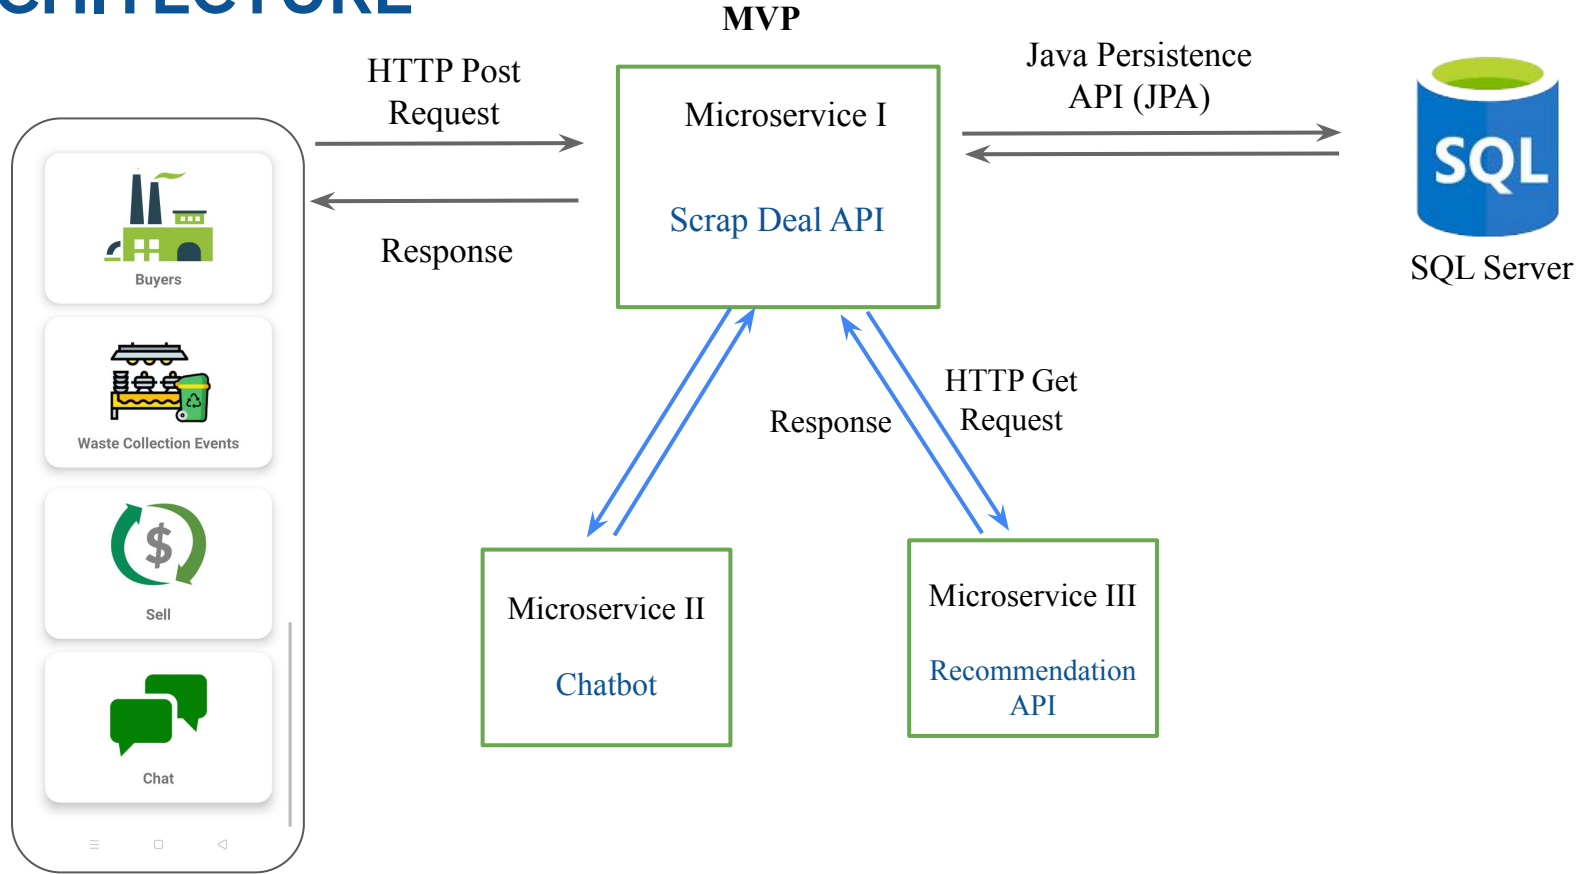 MVP
HTTP Post
Request
Response
Microservice I
Scrap Deal API
Java Persistence
API (JPA)
SQL
SQL Server
Buyers
Waste Collection Events
$
Sell
Chat
Response
HTTP Get
Request
Microservice II
Chatbot
Microservice III
Recommendation
API